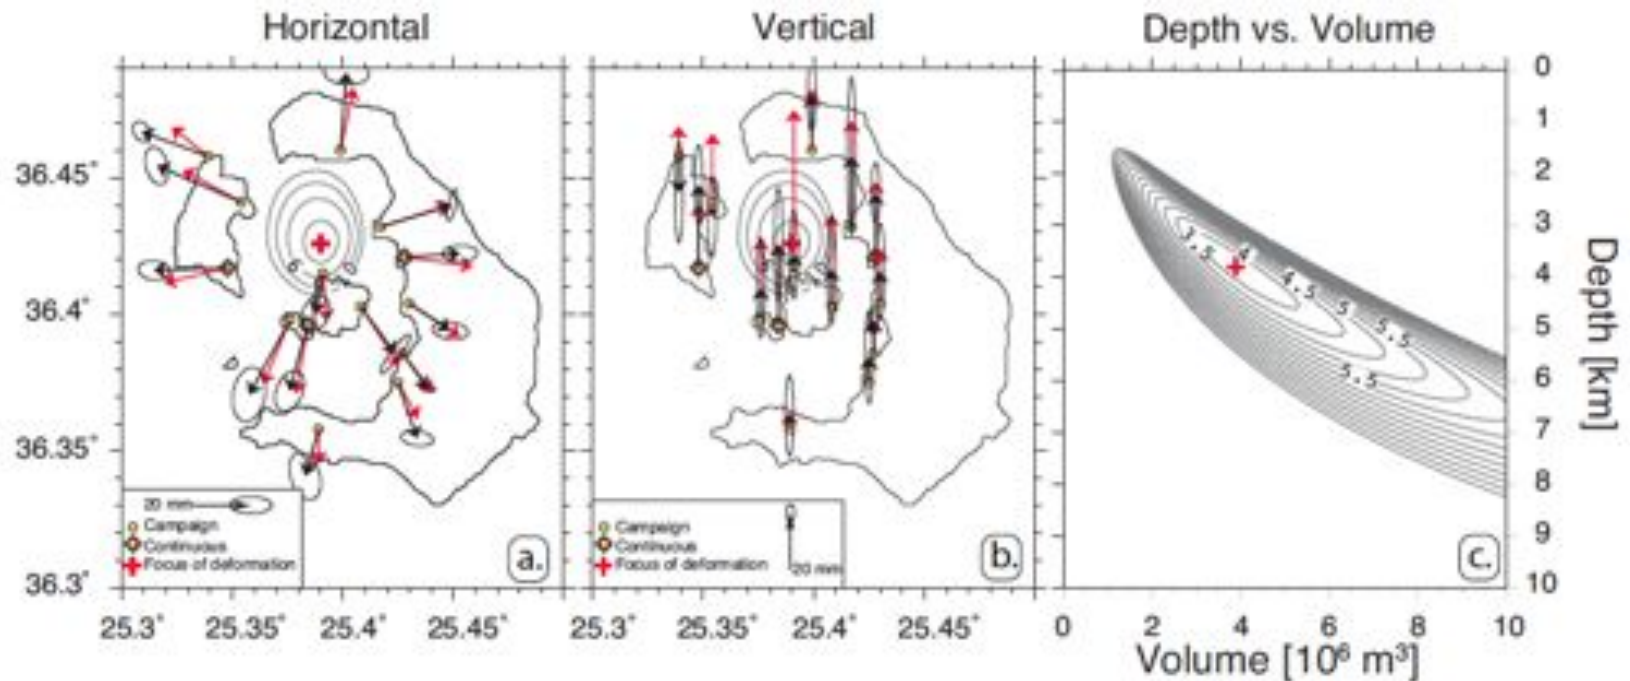 Horizontal
Vertical
Depth vs. Volume
36.45˚
36.4˚
36.35˚
36.3˚
25.3˚
25.35˚
25.4˚
25.45˚
20 mm
Campaign
Continuous
Focus of deformation
a.
25.3˚
25.35˚
25.4˚
25.45˚
Campaign
Continuous
Focus of deformation
20 mm
b.
3.5
4
4.5
5
5.5
5.5
c.
0
1
2
3
4
5
6
7
8
9
10
Depth [km]
0
2
4
6
8
10
Volume [10⁶ m³]